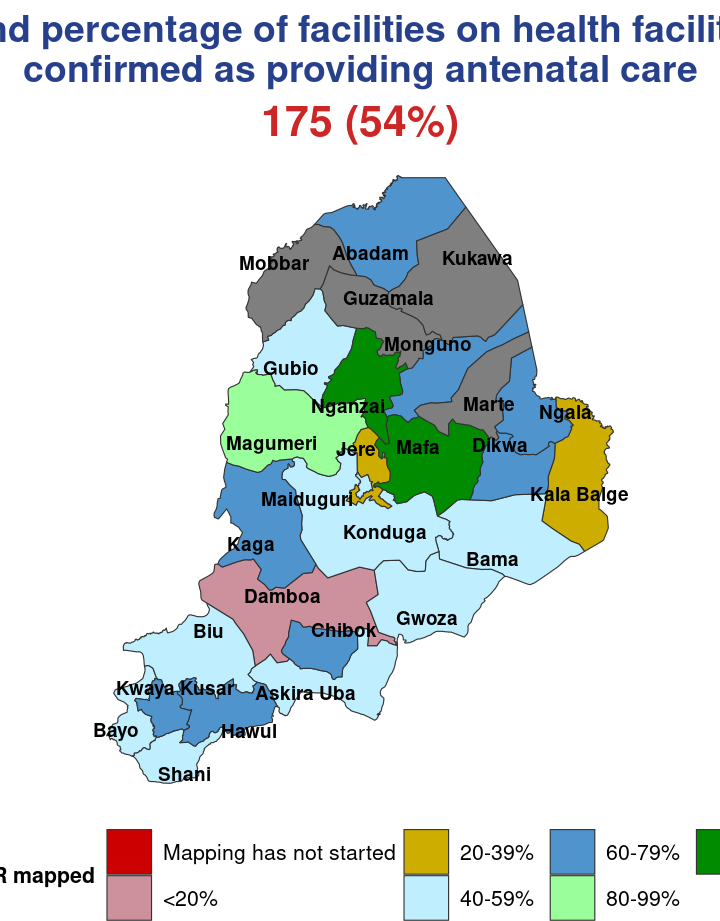 nd percentage of facilities on health facilit
confirmed as providing antenatal care
175 (54%)
Abadam
Mobbar
Kukawa
Guzamala
Monguno
Gubio
Nganzai
Marte
Ngala
Magumeri
Jere
Mafa
Dikwa
Maiduguri
Kala Balge
Konduga
Kaga
Bama
Damboa
Gwoza
Biu
Chibok
Kwaya Kusar
Askira Uba
Bayo
Hawul
Shani
R mapped
Mapping has not started
20-39%
60-79%
<20%
40-59%
80-99%